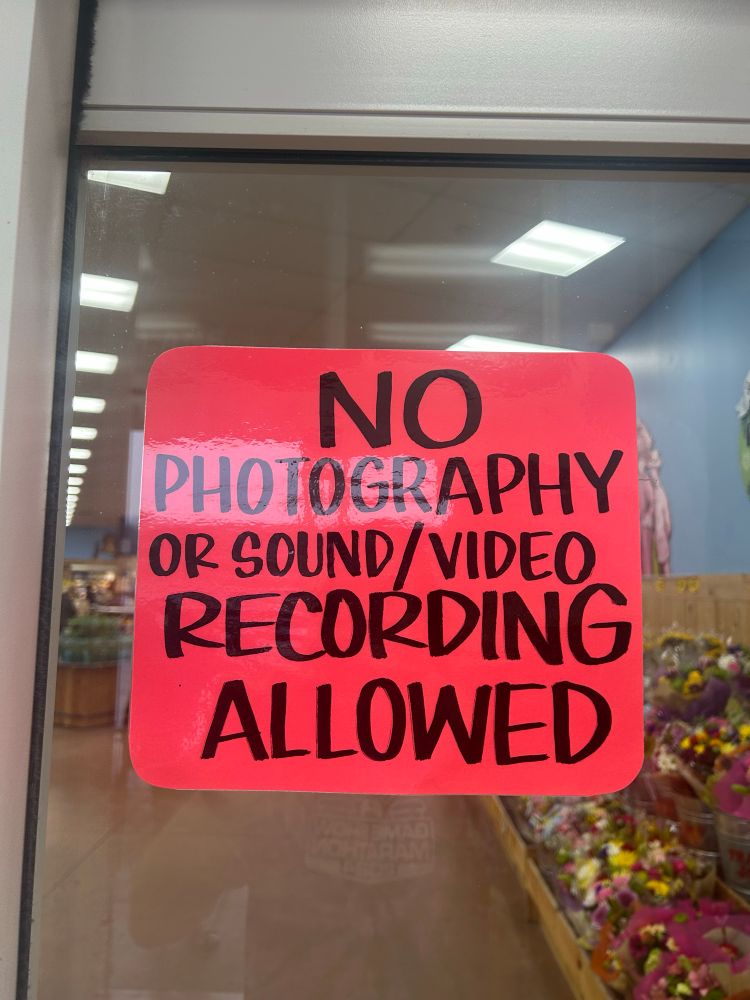 NO
PHOTOGRAPHY
OR SOUND/VIDEO
RECORDING
ALLOWED